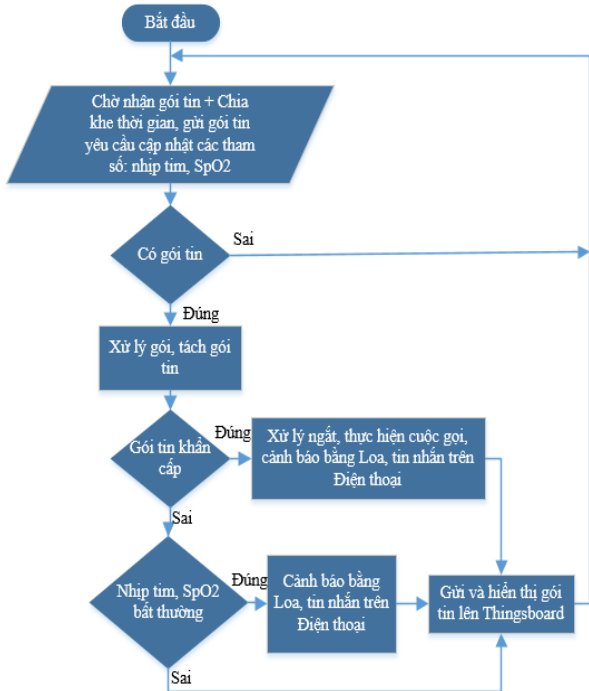 Bắt đầu
Chờ nhận gói tin + Chia
khe thời gian, gửi gói tin
yêu cầu cập nhật các tham
số: nhịp tim, SpO2
Sai
Có gói tin
Đúng
Xử lý gói, tách gói
tin
Đúng
Gói tin khẩn
cấp
Xử lý ngắt, thực hiện cuộc gọi,
cảnh báo bằng Loa, tin nhắn trên
Điện thoại
Sai
Nhịp tim, SpO2
bất thường
Đúng
Cảnh báo bằng
Loa, tin nhắn trên
Điện thoại
Gửi và hiển thị gói
tin lên Thingsboard
Sai